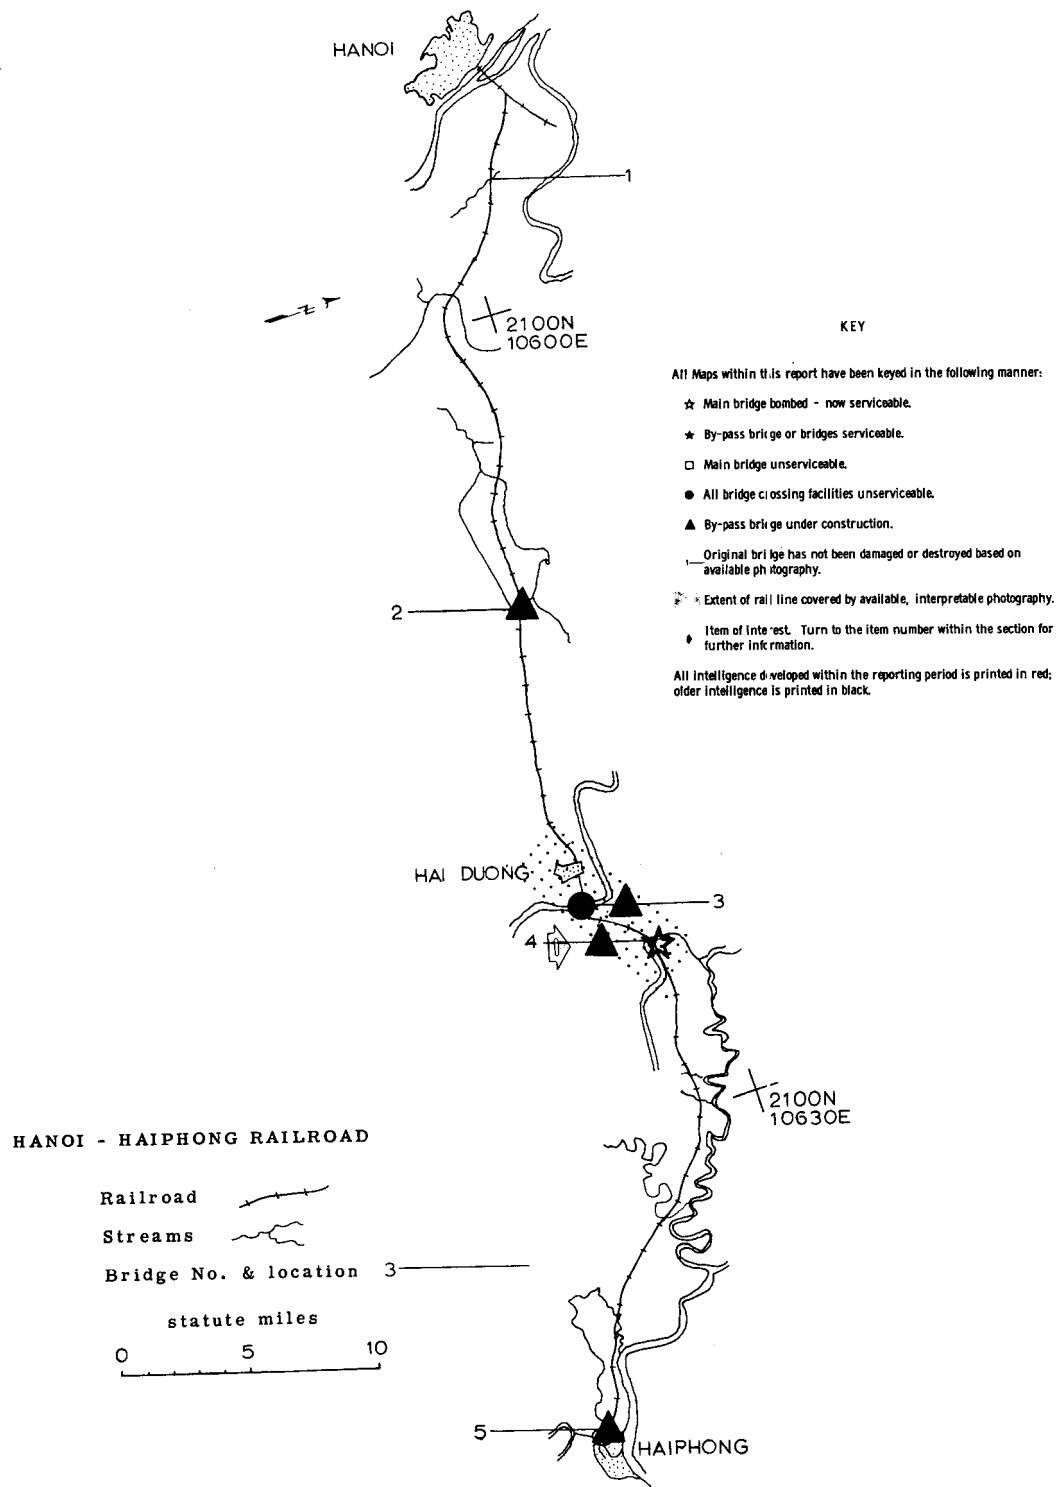 HANOI
1
N
2100N
10600E
KEY
All Maps within this report have been keyed in the following manner:
Main bridge bombed - now serviceable.
By-pass bridge or bridges serviceable.
Main bridge unserviceable.
All bridge crossing facilities unserviceable.
By-pass bridge under construction.
Original bridge has not been damaged or destroyed based on
available photography.
Extent of rail line covered by available, interpretable photography.
Item of interest. Turn to the item number within the section for
further information.
All intelligence developed within the reporting period is printed in red;
older intelligence is printed in black.
2
HAI DUONG
3
4
2100N
10630E
HANOI - HAIPHONG RAILROAD
Railroad
Streams
Bridge No. & location 3
statute miles
0 5 10
5
HAIPHONG